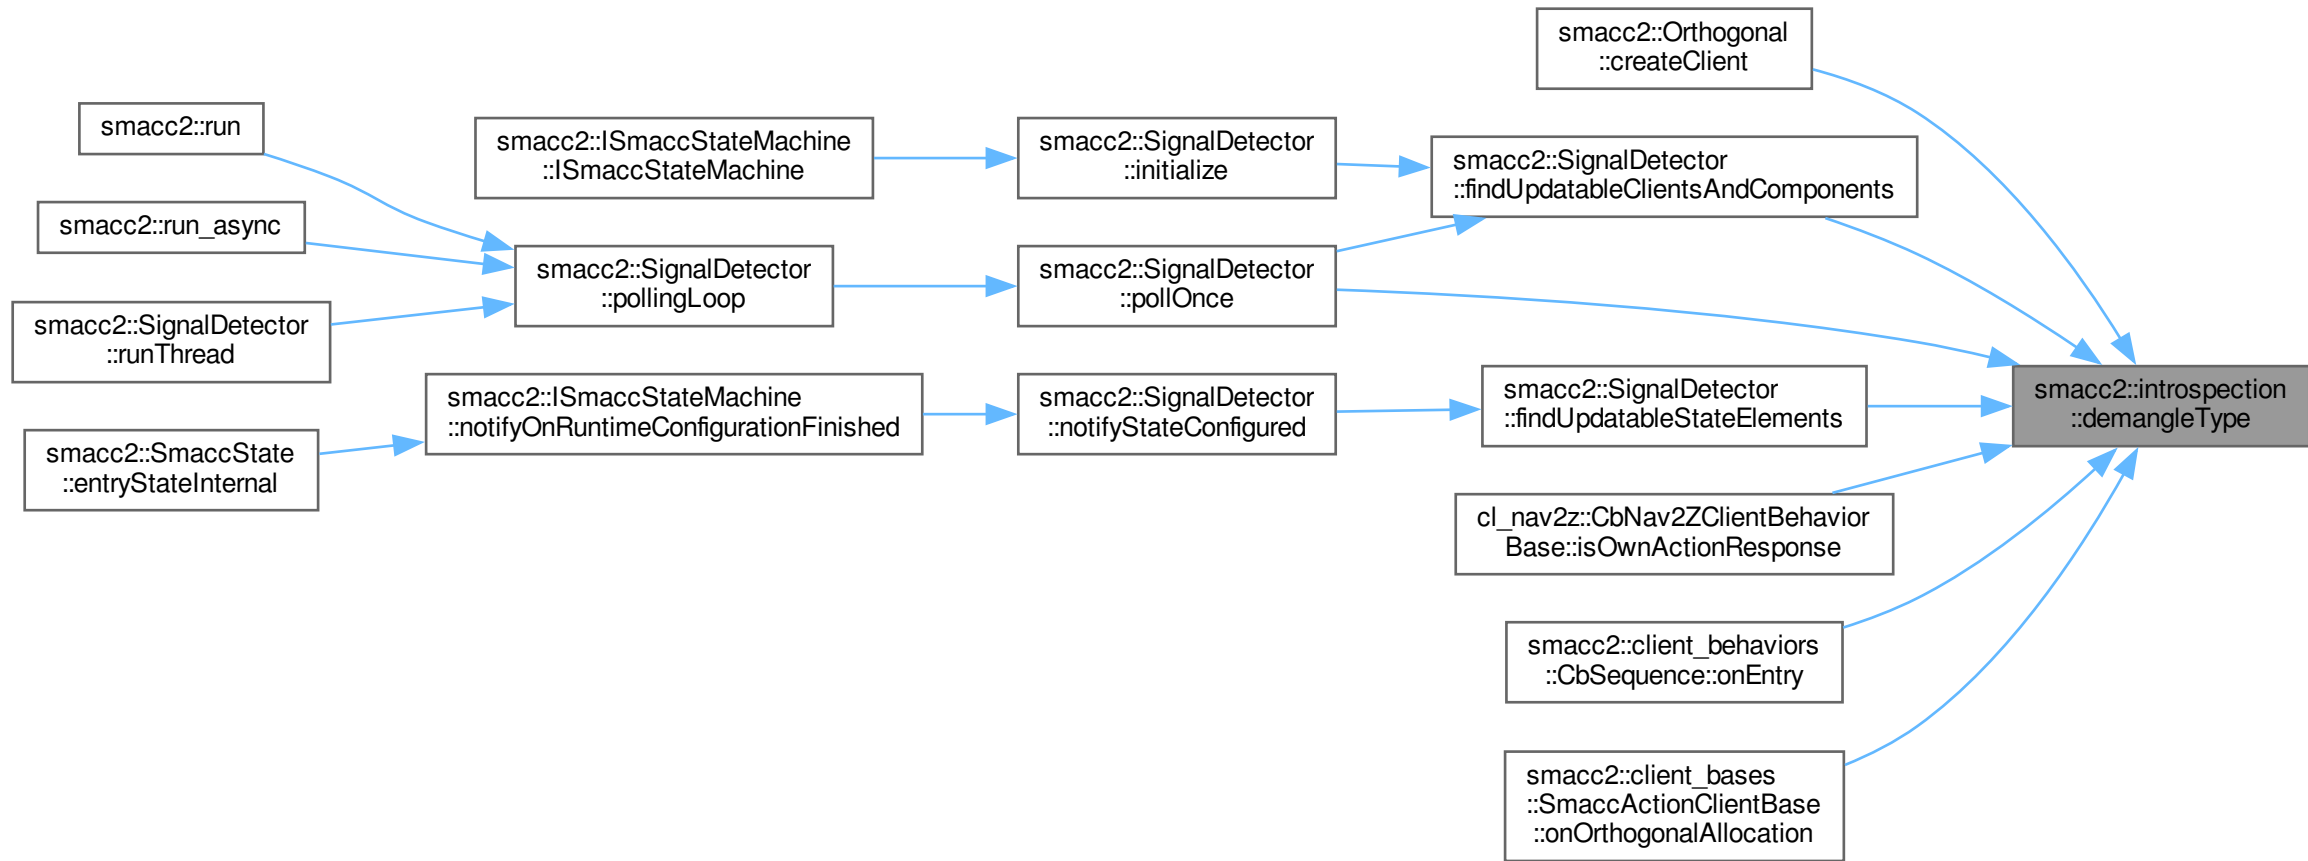 smacc2::Orthogonal
::createClient
smacc2::run
smacc2::ISmaccStateMachine
::ISmaccStateMachine
smacc2::SignalDetector
::initialize
smacc2::SignalDetector
::findUpdatableClientsAndComponents
smacc2::run_async
smacc2::SignalDetector
::pollingLoop
smacc2::SignalDetector
::pollOnce
smacc2::SignalDetector
::runThread
smacc2::ISmaccStateMachine
::notifyOnRuntimeConfigurationFinished
smacc2::SignalDetector
::notifyStateConfigured
smacc2::SignalDetector
::findUpdatableStateElements
smacc2::introspection
::demangleType
smacc2::SmaccState
::entryStateInternal
cl_nav2z::CbNav2ZClientBehavior
Base::isOwnActionResponse
smacc2::client_behaviors
::CbSequence::onEntry
smacc2::client_bases
::SmaccActionClientBase
::onOrthogonalAllocation